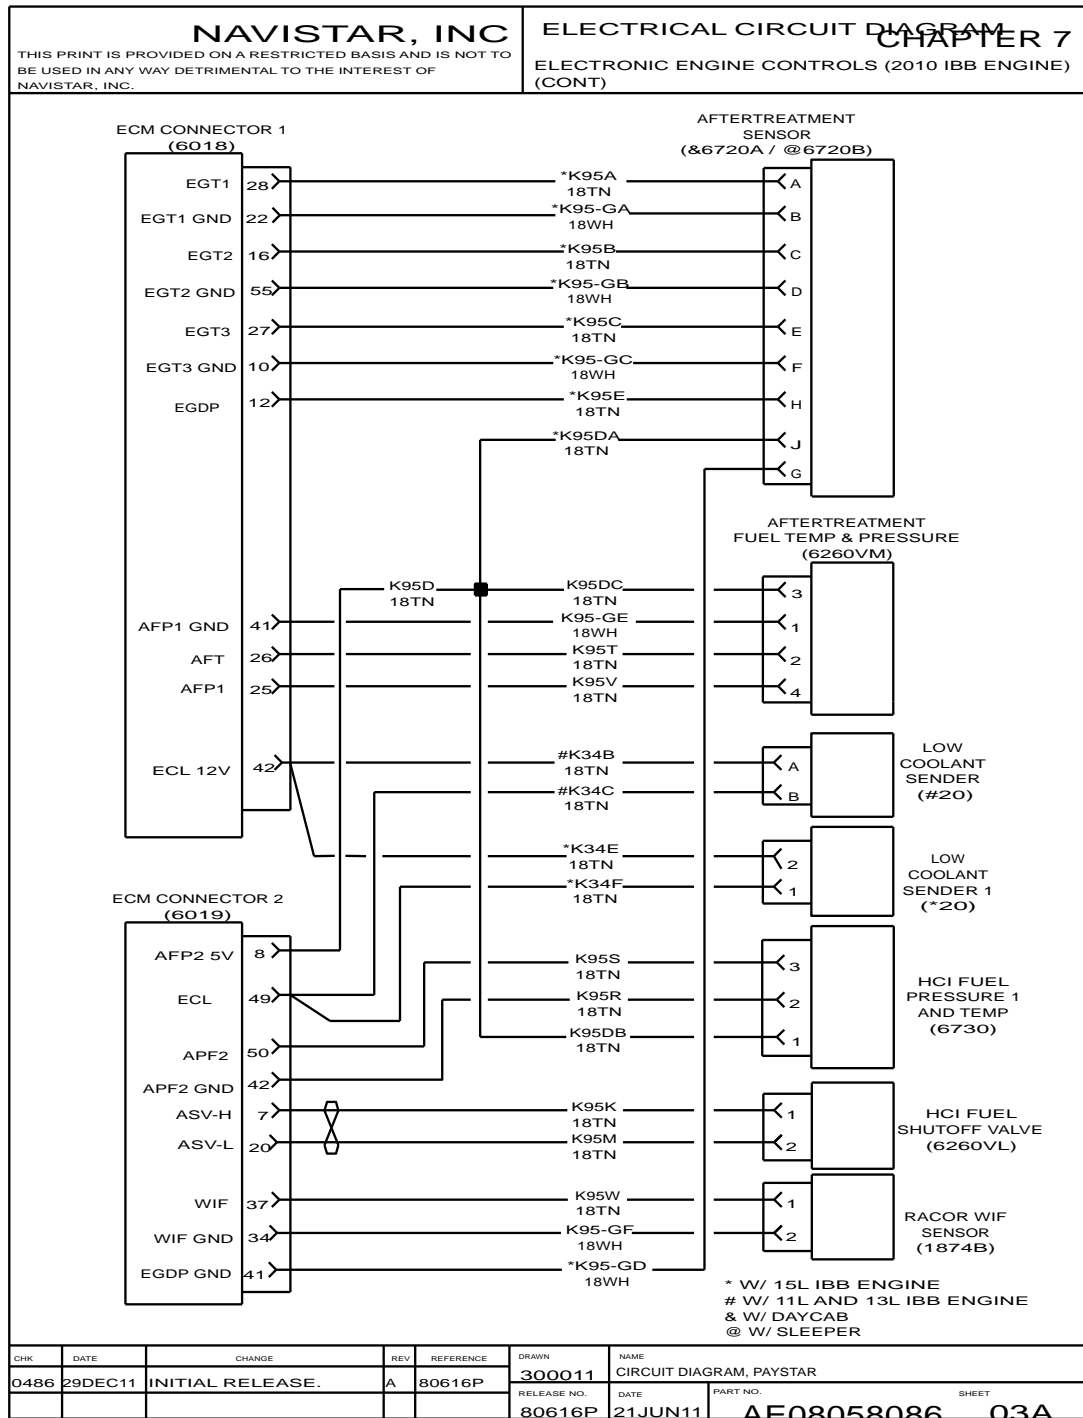 NAVISTAR, INC
THIS PRINT IS PROVIDED ON A RESTRICTED BASIS AND IS NOT TO
BE USED IN ANY WAY DETRIMENTAL TO THE INTEREST OF
NAVISTAR, INC.
ELECTRICAL CIRCUIT DIAGRAM
CHAPTER 7
ELECTRONIC ENGINE CONTROLS (2010 IBB ENGINE)
(CONT)
ECM CONNECTOR 1
(6018)
AFTERTREATMENT
SENSOR
(&6720A / @6720B)
EGT1 28 *K95A A
18TN
EGT1 GND 22 *K95-GA B
18WH
EGT2 16 *K95B C
18TN
EGT2 GND 55 *K95-GB D
18WH
EGT3 27 *K95C E
18TN
EGT3 GND 10 *K95-GC F
18WH
EGDP 12 *K95E H
18TN
*K95DA J
18TN
G
AFTERTREATMENT
FUEL TEMP & PRESSURE
(6260VM)
K95D K95DC 3
18TN 18TN
AFP1 GND 41 K95-GE 1
18WH
AFT 26 K95T 2
18TN
AFP1 25 K95V 4
18TN
ECL 12V 42 #K34B A
18TN
#K34C B
18TN
LOW
COOLANT
SENDER
(#20)
*K34E 2
18TN
*K34F 1
18TN
LOW
COOLANT
SENDER 1
(*20)
ECM CONNECTOR 2
(6019)
AFP2 5V 8
K95S 3
18TN
ECL 49 K95R 2
18TN
K95DB 1
18TN
HCI FUEL
PRESSURE 1
AND TEMP
(6730)
APF2 50
APF2 GND 42
ASV-H 7 K95K 1
18TN
ASV-L 20 K95M 2
18TN
HCI FUEL
SHUTOFF VALVE
(6260VL)
WIF 37 K95W 1
18TN
WIF GND 34 K95-GF 2
18WH
RACOR WIF
SENSOR
(1874B)
EGDP GND 41 *K95-GD
18WH
* W/ 15L IBB ENGINE
# W/ 11L AND 13L IBB ENGINE
& W/ DAYCAB
@ W/ SLEEPER
CHK DATE CHANGE REV REFERENCE
0486 29DEC11 INITIAL RELEASE. A 80616P
DRAWN
300011
NAME
CIRCUIT DIAGRAM, PAYSTAR
RELEASE NO.
80616P
DATE
21JUN11
PART NO.
AE08058086
SHEET
03A